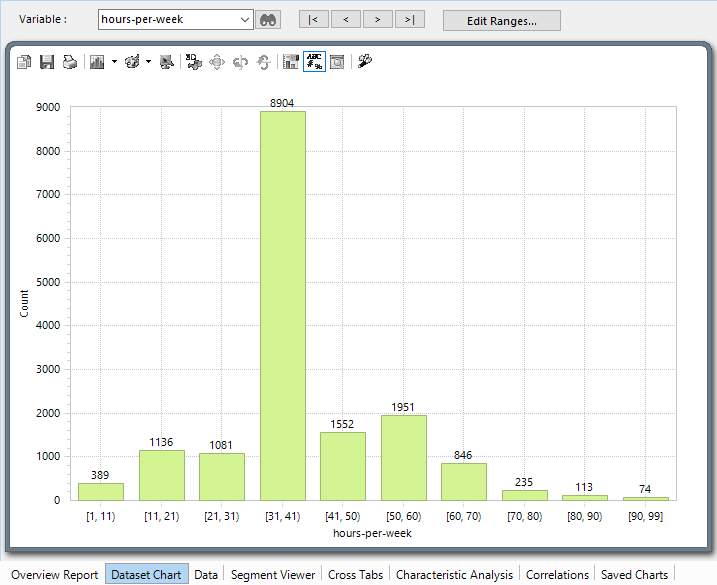 Variable : hours-per-week |< < > >| Edit Ranges...
3D ABC # %
9000
8904
8000
7000
6000
5000
4000
3000
2000
1000
0
Count
389 1136 1081 1552 1951 846 235 113 74
[1, 11) [11, 21) [21, 31) [31, 41) [41, 50) [50, 60) [60, 70) [70, 80) [80, 90) [90, 99]
hours-per-week
Overview Report Dataset Chart Data Segment Viewer Cross Tabs Characteristic Analysis Correlations Saved Charts